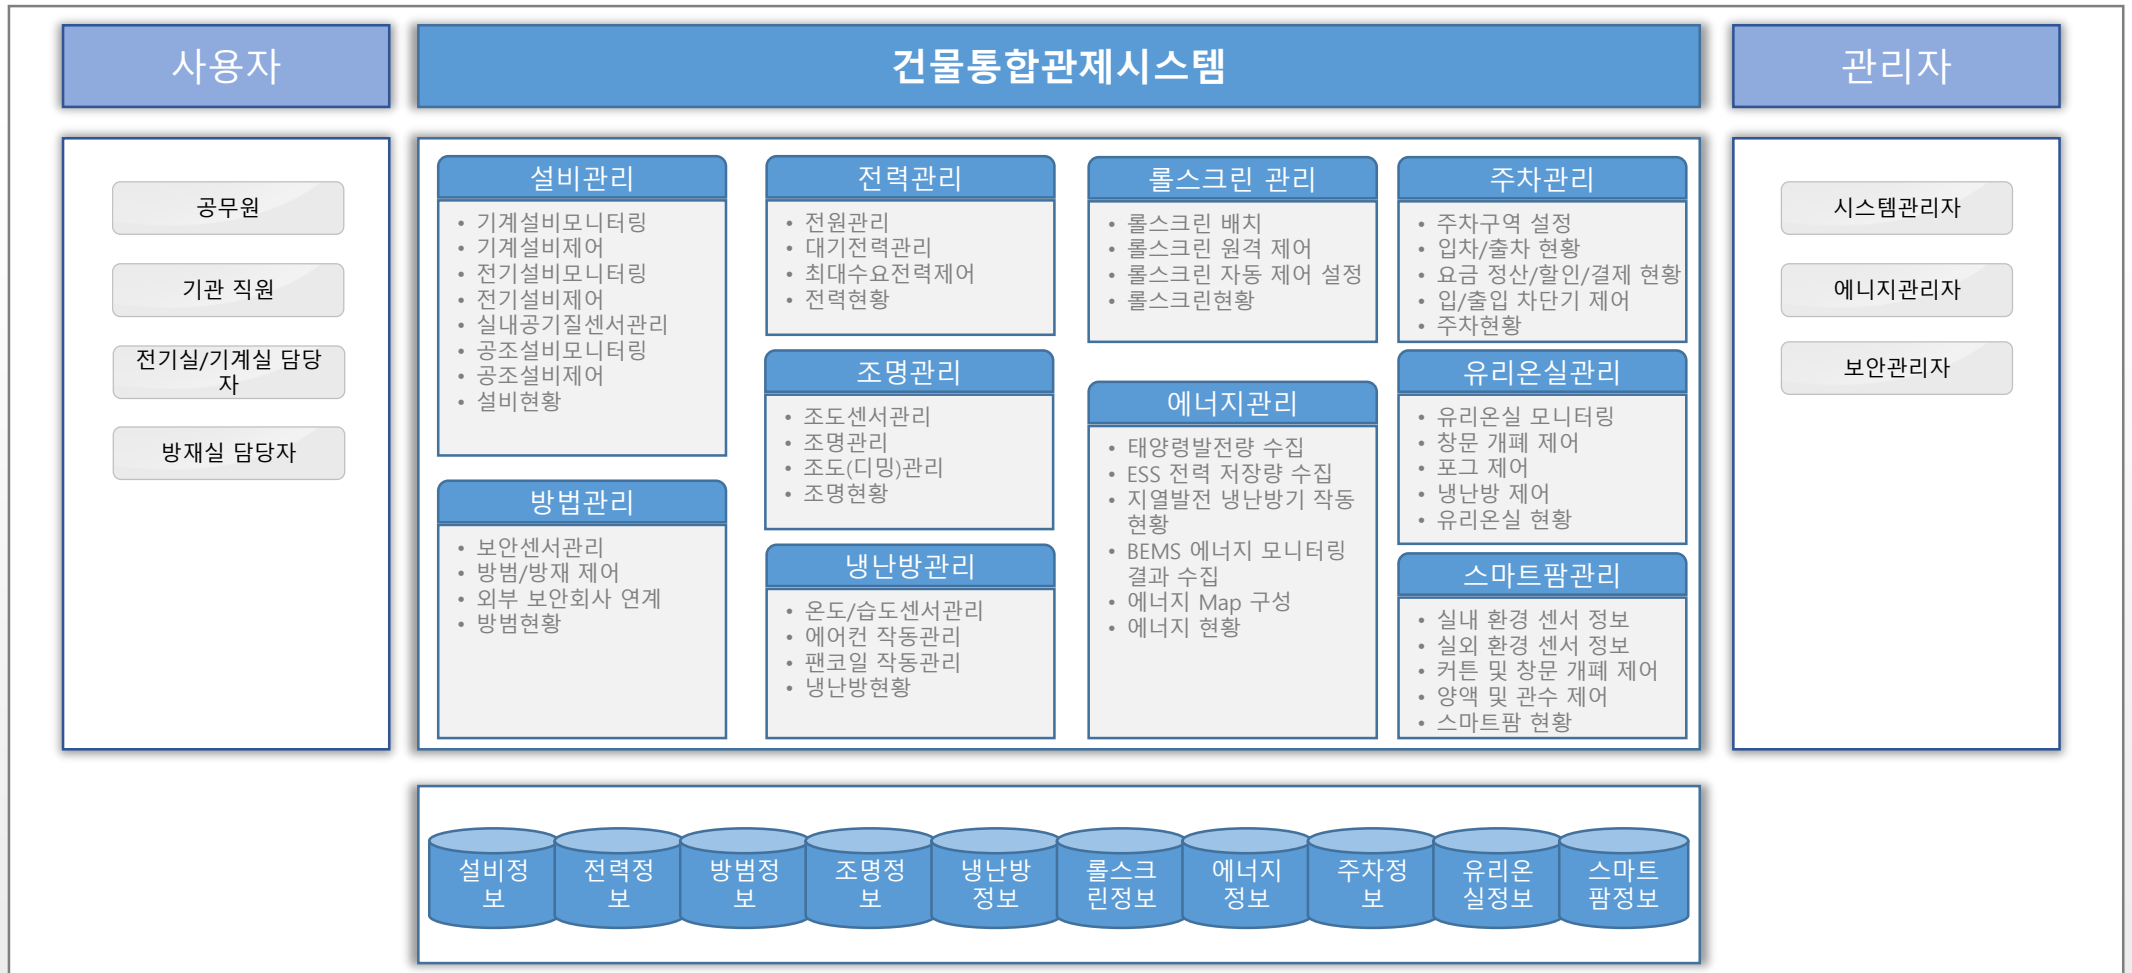 사용자
건물통합관제시스템
관리자
공무원
기관 직원
전기실/기계실 담당
자
방재실 담당자
설비관리
• 기계설비모니터링
• 기계설비제어
• 전기설비모니터링
• 전기설비제어
• 실내공기질센서관리
• 공조설비모니터링
• 공조설비제어
• 설비현황
방법관리
• 보안센서관리
• 방범/방재 제어
• 외부 보안회사 연계
• 방범현황
전력관리
• 전원관리
• 대기전력관리
• 최대수요전력제어
• 전력현황
조명관리
• 조도센서관리
• 조명관리
• 조도(디밍)관리
• 조명현황
냉난방관리
• 온도/습도센서관리
• 에어컨 작동관리
• 팬코일 작동관리
• 냉난방현황
롤스크린 관리
• 롤스크린 배치
• 롤스크린 원격 제어
• 롤스크린 자동 제어 설정
• 롤스크린현황
에너지관리
• 태양령발전량 수집
• ESS 전력 저장량 수집
• 지열발전 냉난방기 작동
현황
• BEMS 에너지 모니터링
결과 수집
• 에너지 Map 구성
• 에너지 현황
주차관리
• 주차구역 설정
• 입차/출차 현황
• 요금 정산/할인/결제 현황
• 입/출입 차단기 제어
• 주차현황
유리온실관리
• 유리온실 모니터링
• 창문 개폐 제어
• 포그 제어
• 냉난방 제어
• 유리온실 현황
스마트팜관리
• 실내 환경 센서 정보
• 실외 환경 센서 정보
• 커튼 및 창문 개폐 제어
• 양액 및 관수 제어
• 스마트팜 현황
시스템관리자
에니지관리자
보안관리자
설비정
보
전력정
보
방범정
보
조명정
보
냉난방
정보
롤스크
린정보
에너지
정보
주차정
보
유리온
실정보
스마트
팜정보